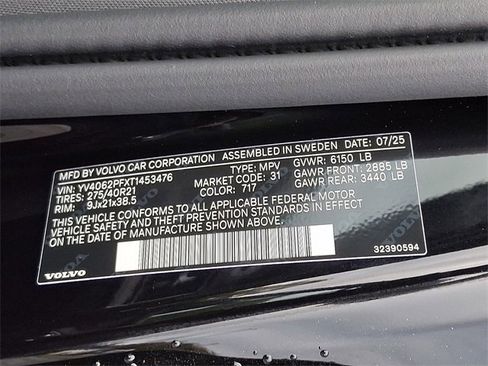 MFD BY VOLVO CAR CORPORATION ASSEMBLED IN SWEDEN 07/25
VIN: YV4062PFXT1453476 TYPE: MPV GVWR: 6150 LB
TIRES: 275/40R21 MARKET CODE: 31 GAWR FRONT: 2885 LB
RIM: 9Jx21x38.5 COLOR: 717 GAWR REAR: 3440 LB
THIS VEHICLE CONFORMS TO ALL APPLICABLE FEDERAL MOTOR
VEHICLE SAFETY AND THEFT PREVENTION STANDARDS IN EFFECT ON
THE DATE OF MANUFACTURE SHOWN ABOVE.
32390594
VOLVO